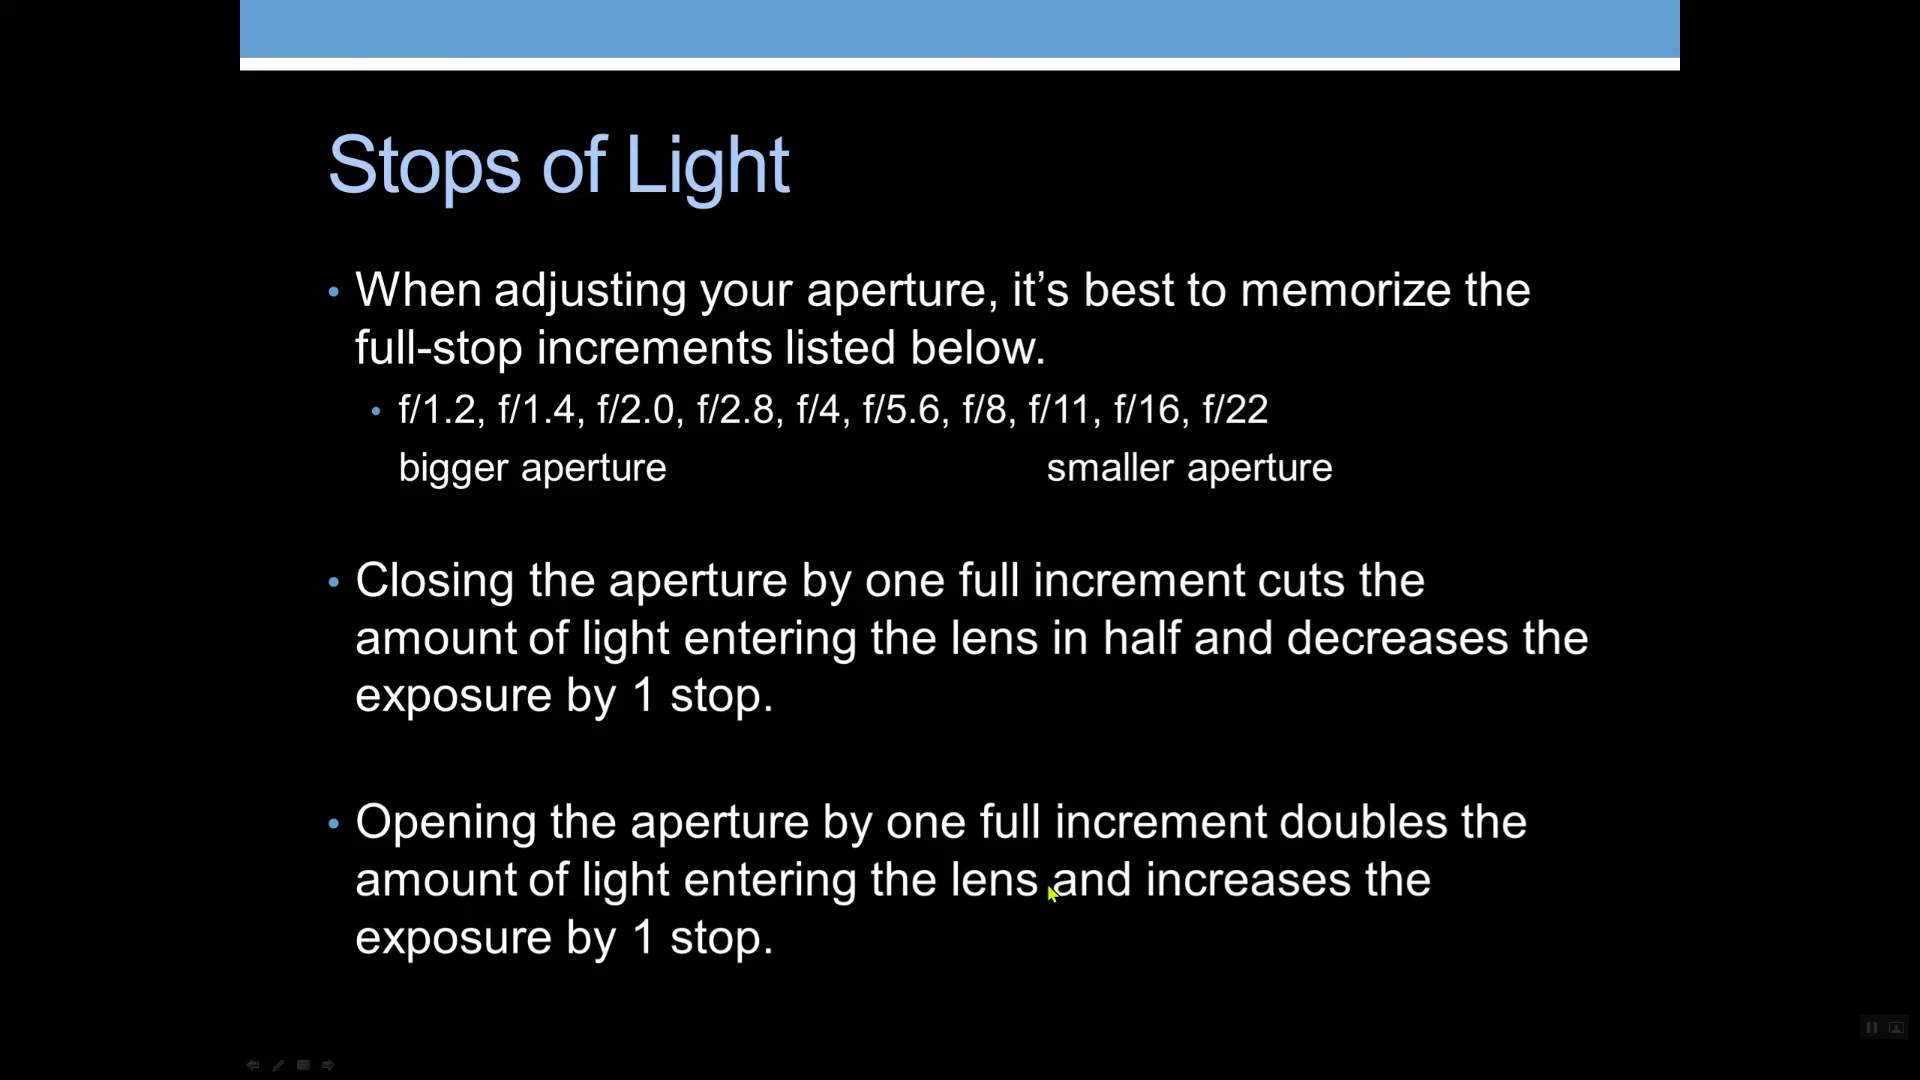 Stops of Light
• When adjusting your aperture, it’s best to memorize the
full-stop increments listed below.
• f/1.2, f/1.4, f/2.0, f/2.8, f/4, f/5.6, f/8, f/11, f/16, f/22
bigger aperture smaller aperture
• Closing the aperture by one full increment cuts the
amount of light entering the lens in half and decreases the
exposure by 1 stop.
• Opening the aperture by one full increment doubles the
amount of light entering the lens and increases the
exposure by 1 stop.